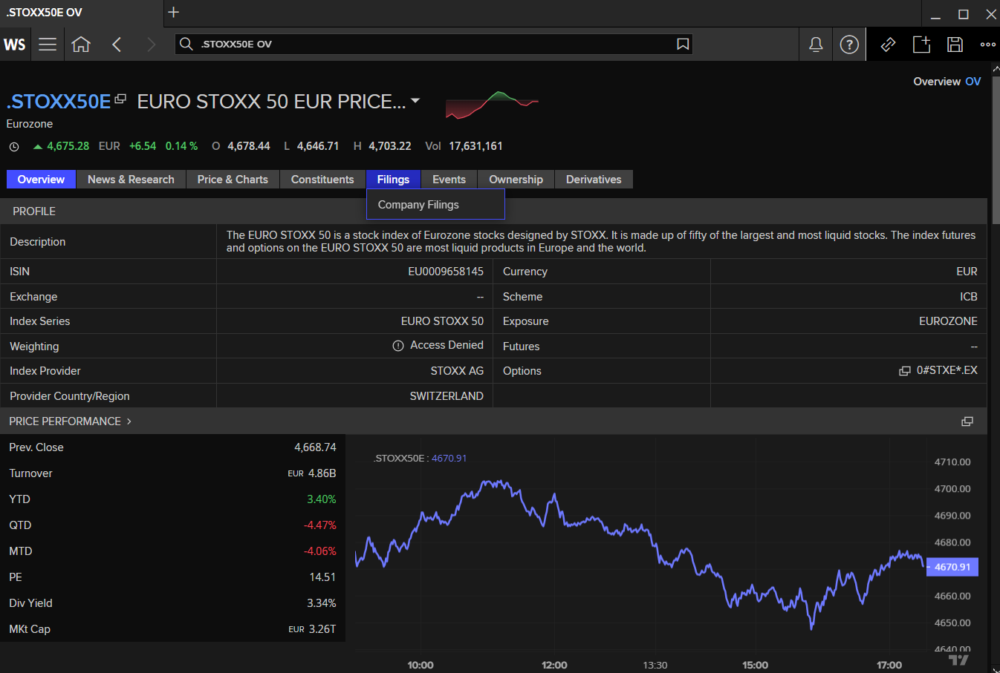 .STOXX50E OV
WS
.STOXX50E OV
Overview OV
.STOXX50E EURO STOXX 50 EUR PRICE...
Eurozone
4,675.28 EUR +6.54 0.14 % O 4,678.44 L 4,646.71 H 4,703.22 Vol 17,631,161
Overview News & Research Price & Charts Constituents Filings Events Ownership Derivatives
Company Filings
PROFILE
Description
The EURO STOXX 50 is a stock index of Eurozone stocks designed by STOXX. It is made up of fifty of the largest and most liquid stocks. The index futures
and options on the EURO STOXX 50 are most liquid products in Europe and the world.
ISIN EU0009658145 Currency EUR
Exchange -- Scheme ICB
Index Series EURO STOXX 50 Exposure EUROZONE
Weighting Access Denied Futures --
Index Provider STOXX AG Options 0#STXE*.EX
Provider Country/Region SWITZERLAND
PRICE PERFORMANCE
Prev. Close 4,668.74
Turnover EUR 4.86B
YTD 3.40%
QTD -4.47%
MTD -4.06%
PE 14.51
Div Yield 3.34%
MKt Cap EUR 3.26T
.STOXX50E : 4670.91
4710.00
4700.00
4690.00
4680.00
4670.91
4660.00
4650.00
4640.00
10:00 12:00 13:30 15:00 17:00